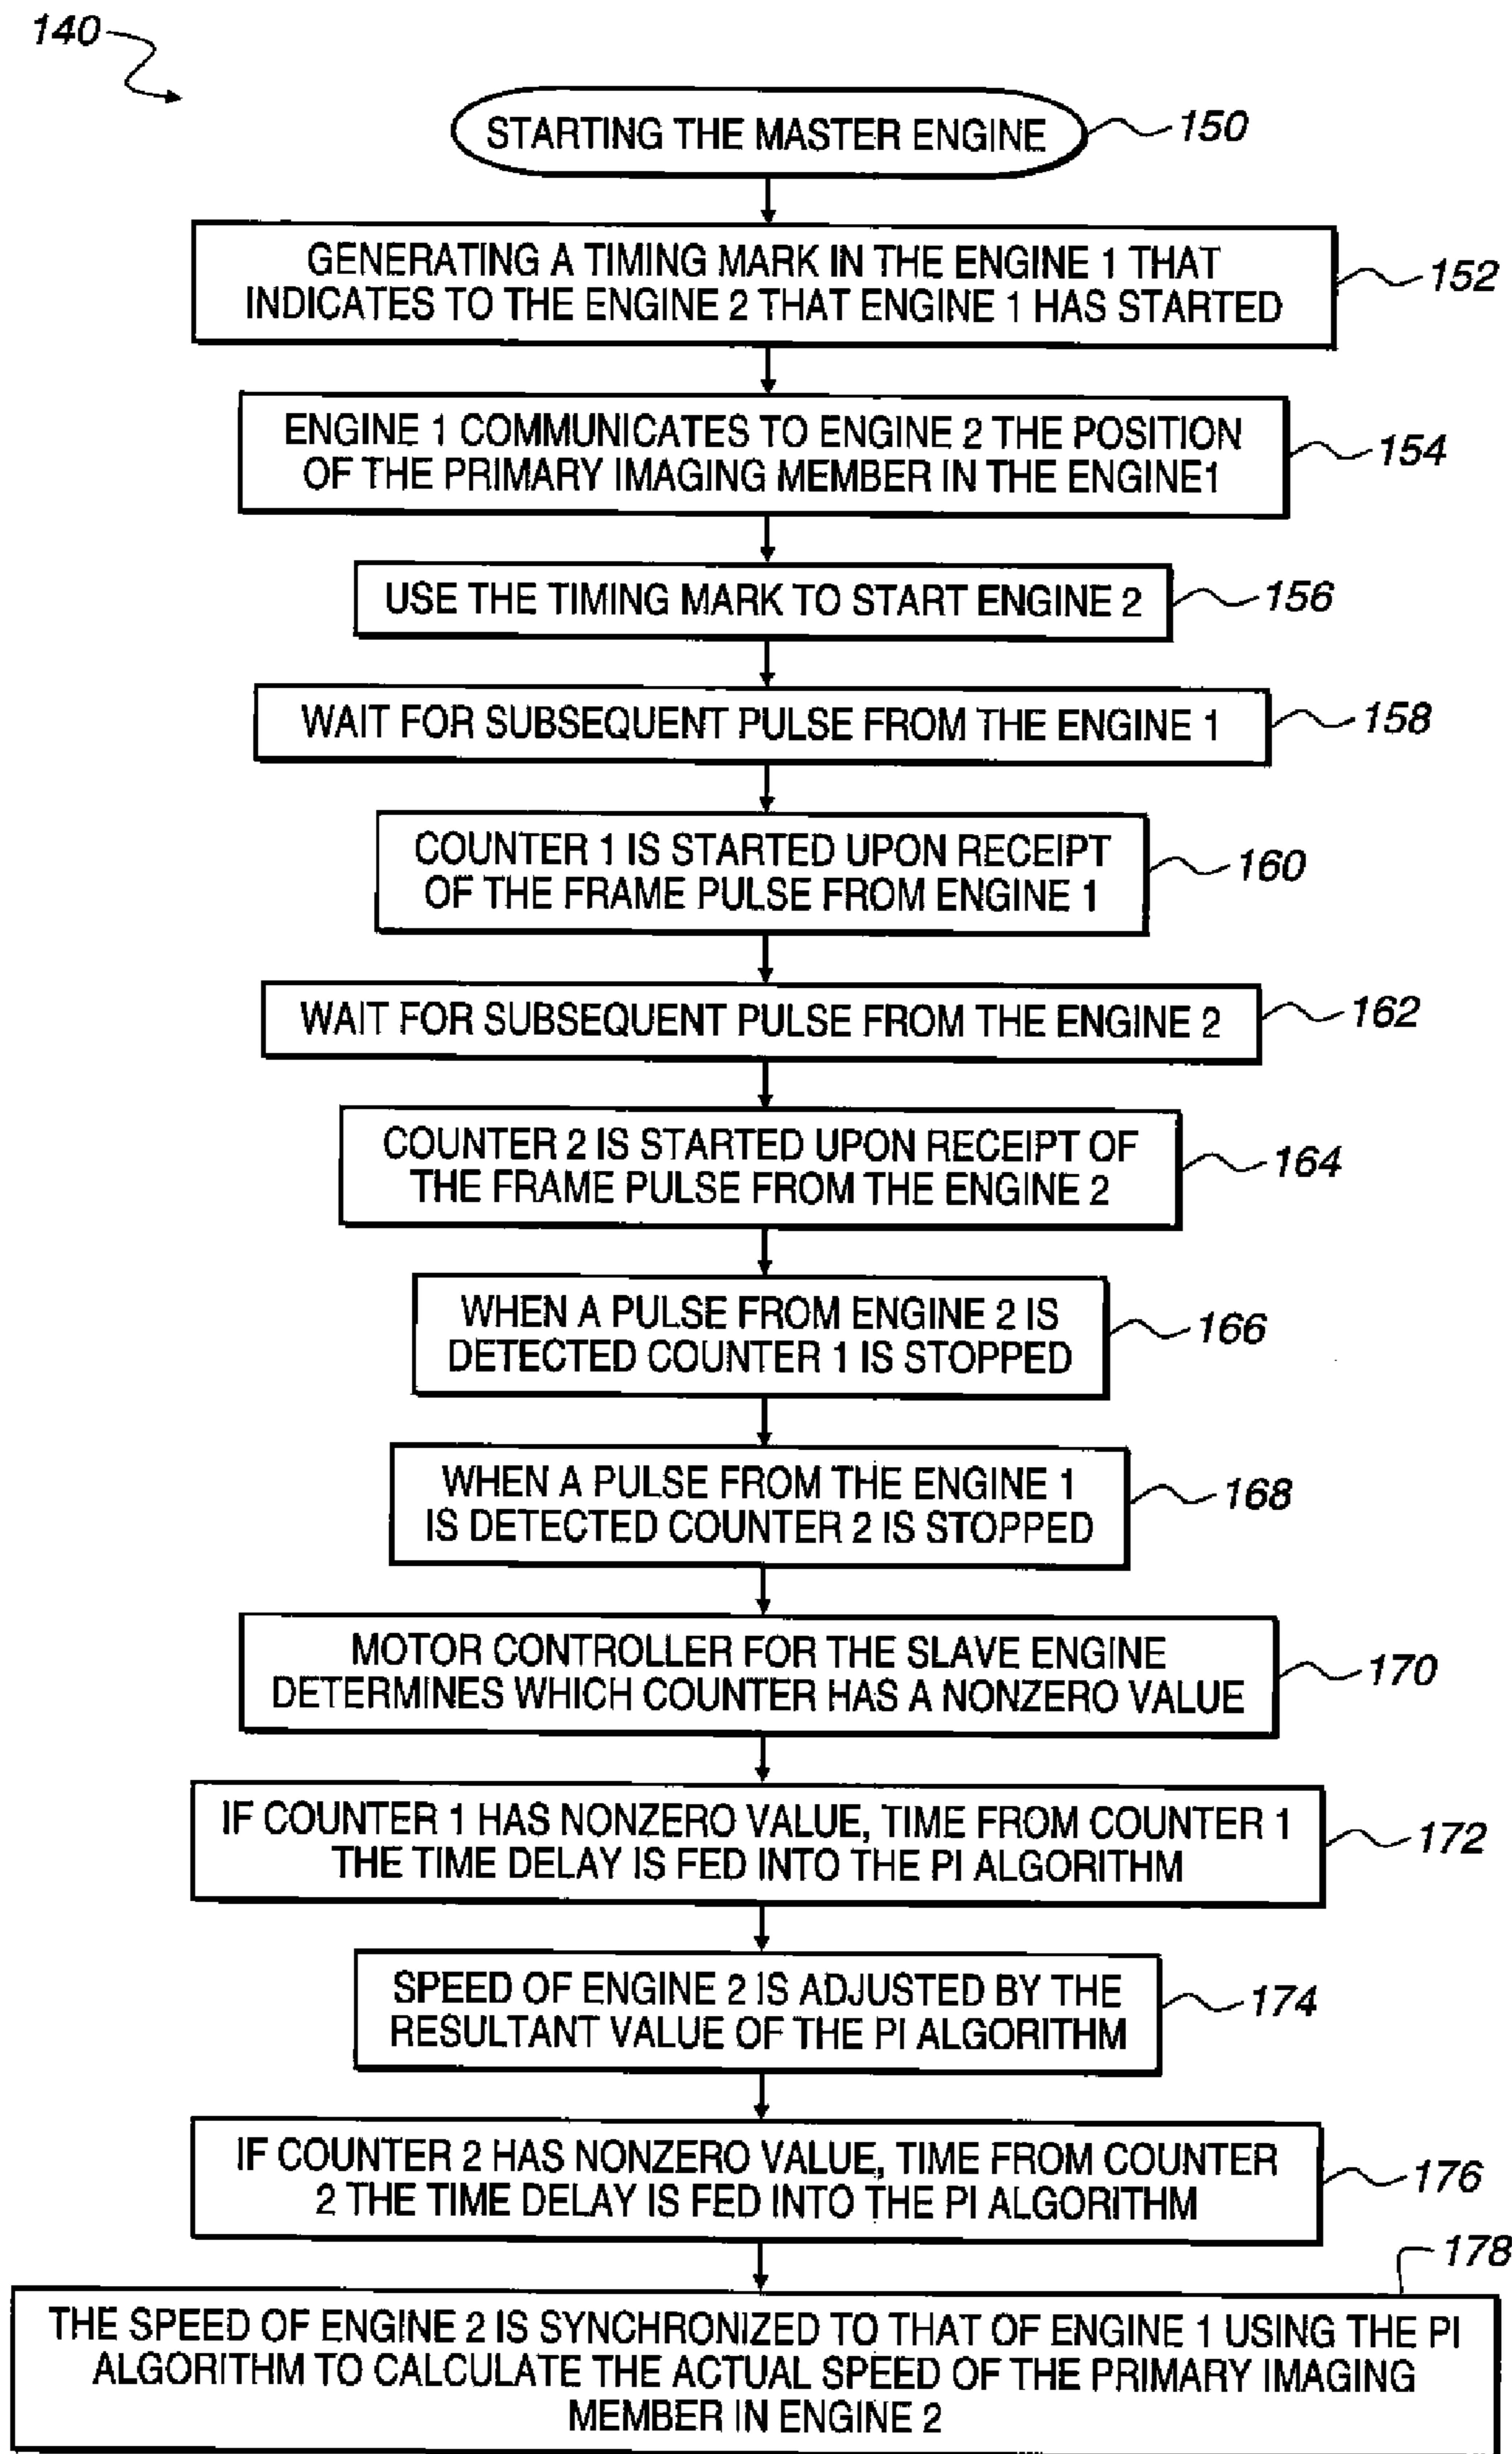 140
STARTING THE MASTER ENGINE
150
GENERATING A TIMING MARK IN THE ENGINE 1 THAT
INDICATES TO THE ENGINE 2 THAT ENGINE 1 HAS STARTED
152
ENGINE 1 COMMUNICATES TO ENGINE 2 THE POSITION
OF THE PRIMARY IMAGING MEMBER IN THE ENGINE1
154
USE THE TIMING MARK TO START ENGINE 2
156
WAIT FOR SUBSEQUENT PULSE FROM THE ENGINE 1
158
COUNTER 1 IS STARTED UPON RECEIPT
OF THE FRAME PULSE FROM ENGINE 1
160
WAIT FOR SUBSEQUENT PULSE FROM THE ENGINE 2
162
COUNTER 2 IS STARTED UPON RECEIPT OF
THE FRAME PULSE FROM THE ENGINE 2
164
WHEN A PULSE FROM ENGINE 2 IS
DETECTED COUNTER 1 IS STOPPED
166
WHEN A PULSE FROM THE ENGINE 1
IS DETECTED COUNTER 2 IS STOPPED
168
MOTOR CONTROLLER FOR THE SLAVE ENGINE
DETERMINES WHICH COUNTER HAS A NONZERO VALUE
170
IF COUNTER 1 HAS NONZERO VALUE, TIME FROM COUNTER 1
THE TIME DELAY IS FED INTO THE PI ALGORITHM
172
SPEED OF ENGINE 2 IS ADJUSTED BY THE
RESULTANT VALUE OF THE PI ALGORITHM
174
IF COUNTER 2 HAS NONZERO VALUE, TIME FROM COUNTER
2 THE TIME DELAY IS FED INTO THE PI ALGORITHM
176
178
THE SPEED OF ENGINE 2 IS SYNCHRONIZED TO THAT OF ENGINE 1 USING THE PI
ALGORITHM TO CALCULATE THE ACTUAL SPEED OF THE PRIMARY IMAGING
MEMBER IN ENGINE 2